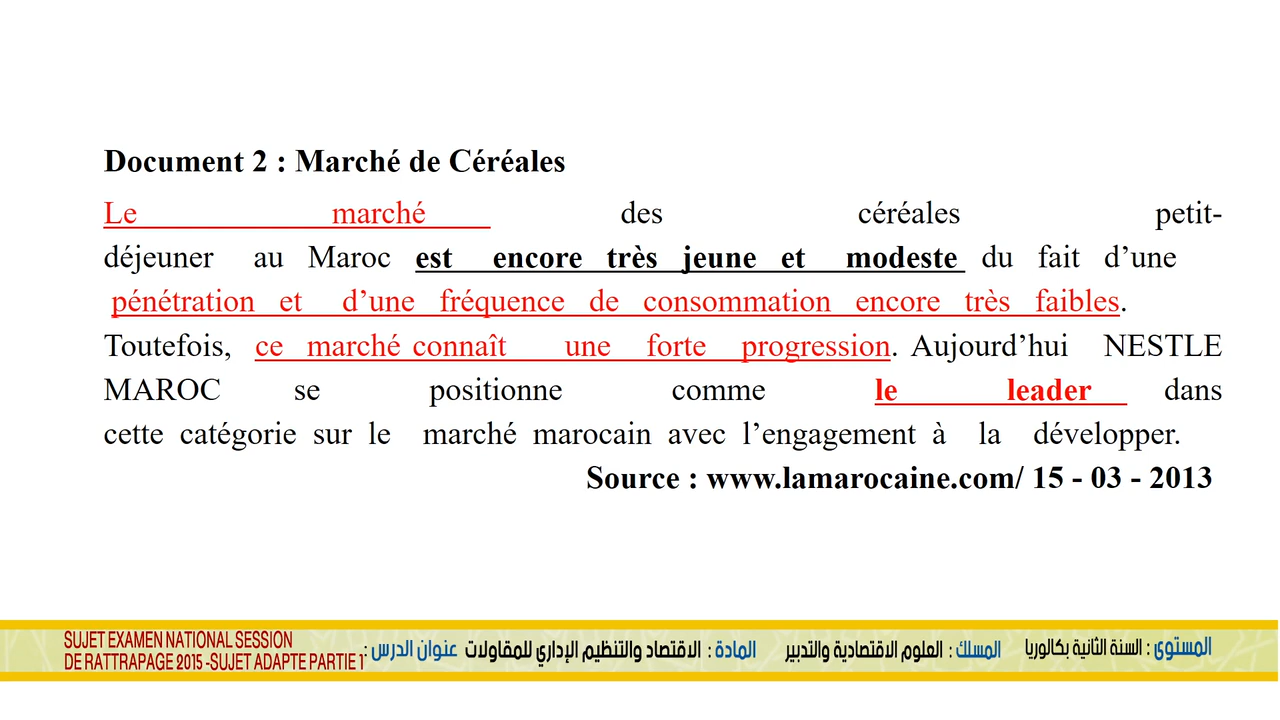 Document 2 : Marché de Céréales
Le marché des céréales petit-
déjeuner au Maroc est encore très jeune et modeste du fait d’une
pénétration et d’une fréquence de consommation encore très faibles.
Toutefois, ce marché connaît une forte progression. Aujourd’hui NESTLE
MAROC se positionne comme le leader dans
cette catégorie sur le marché marocain avec l’engagement à la développer.
Source : www.lamarocaine.com/ 15 - 03 - 2013
المستوى : السنة الثانية بكالوريا
المسلك : العلوم الاقتصادية والتدبير
المادة : الاقتصاد والتنظيم الإداري للمقاولات
عنوان الدرس :
SUJET EXAMEN NATIONAL SESSION
DE RATTRAPAGE 2015 -SUJET ADAPTE PARTIE 1